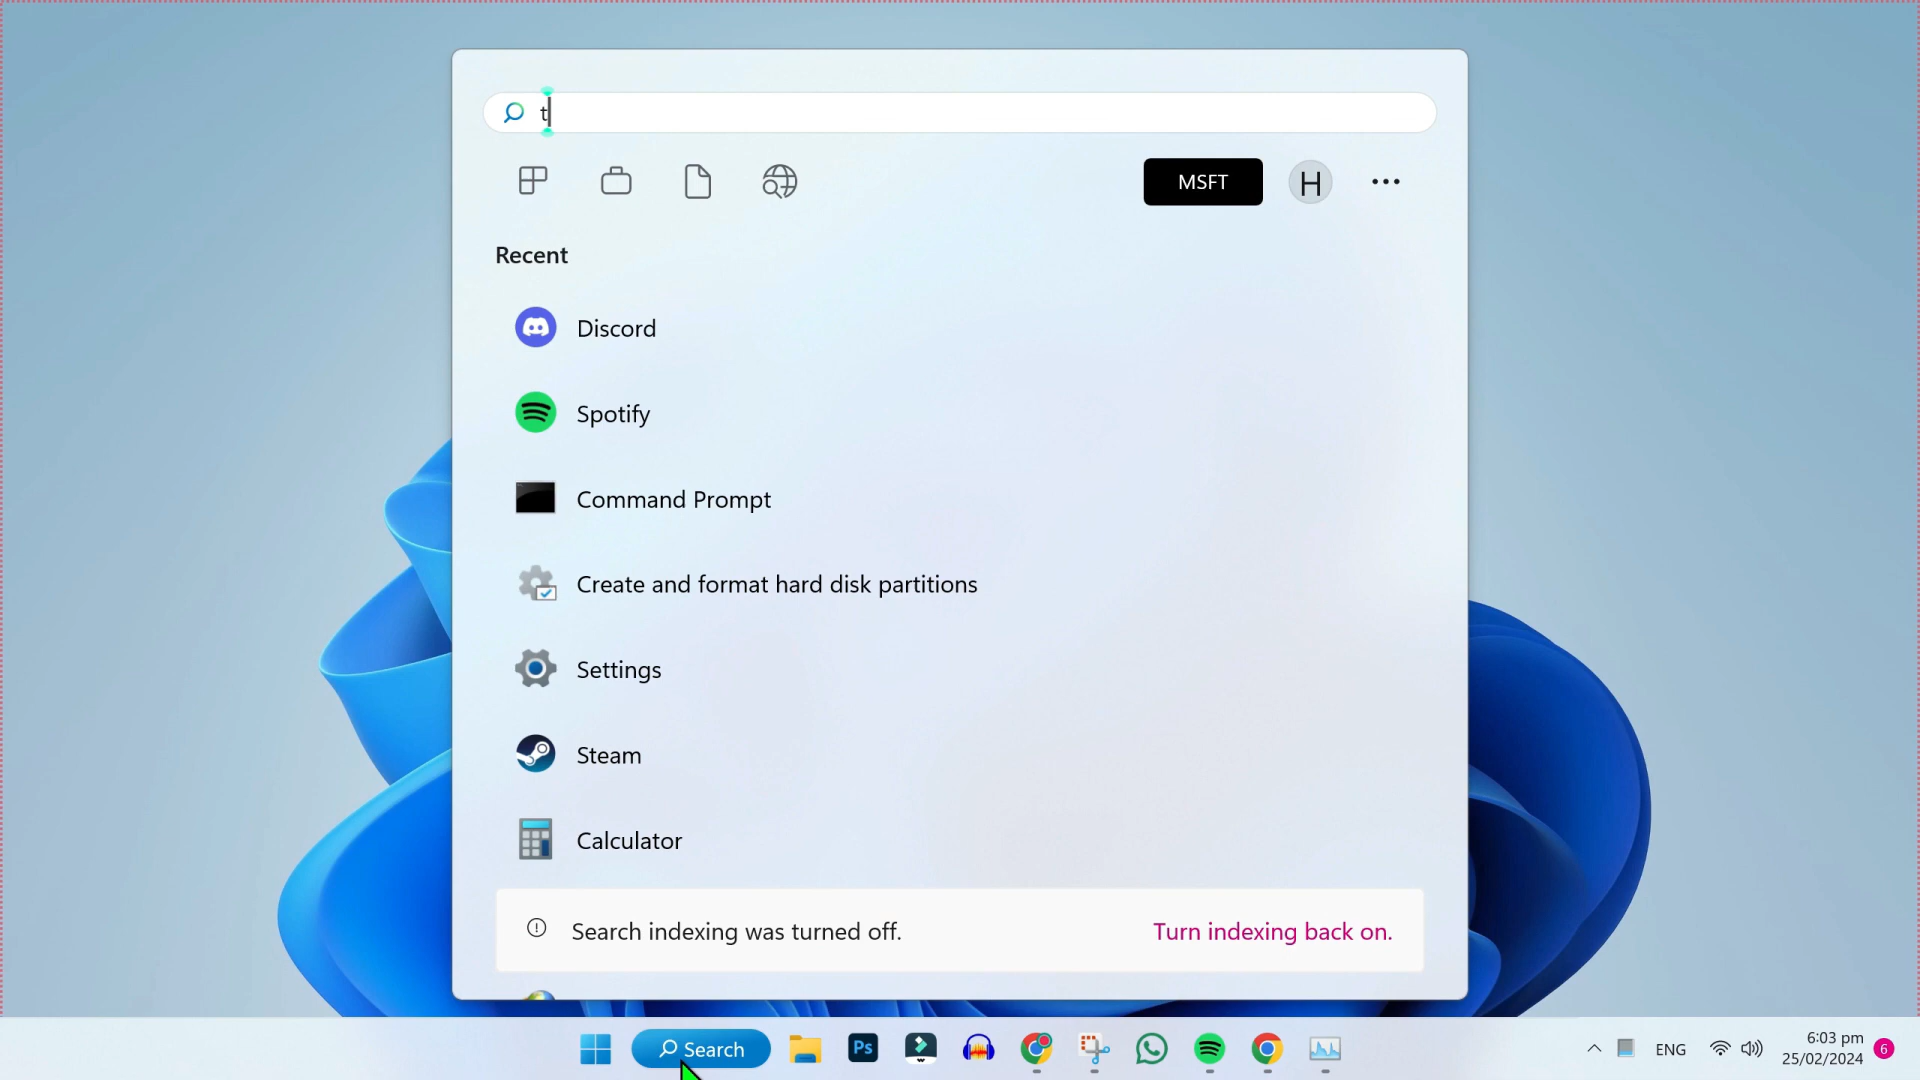 t
MSFT
H
Recent
Discord
Spotify
Command Prompt
Create and format hard disk partitions
Settings
Steam
Calculator
Search indexing was turned off.
Turn indexing back on.
Search
Ps
ENG
6:03 pm
25/02/2024
6